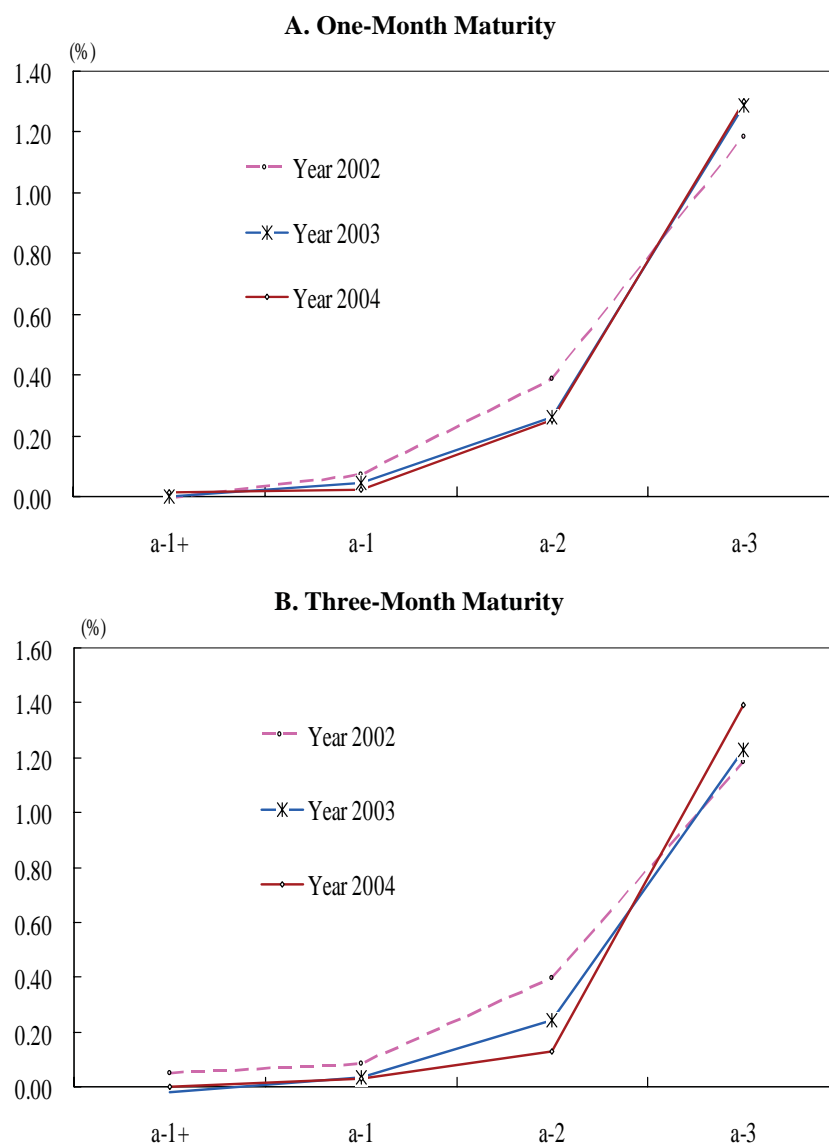 A. One-Month Maturity
(%)
1.40
1.20
1.00
0.80
0.60
0.40
0.20
0.00
Year 2002
Year 2003
Year 2004
a-1+ a-1 a-2 a-3
B. Three-Month Maturity
(%)
1.60
1.40
1.20
1.00
0.80
0.60
0.40
0.20
0.00
Year 2002
Year 2003
Year 2004
a-1+ a-1 a-2 a-3